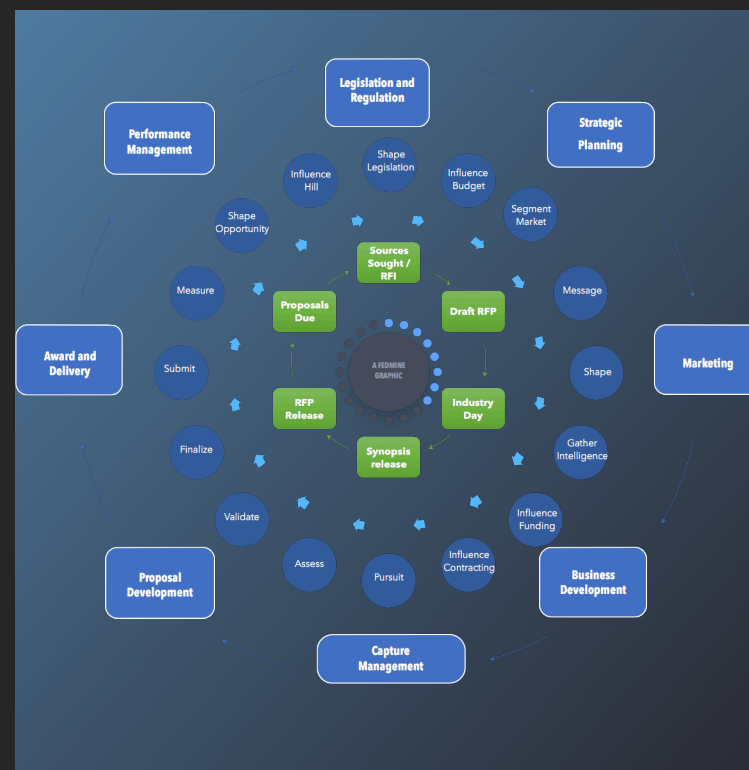 Legislation and
Regulation
Strategic
Planning
Marketing
Business
Development
Capture
Management
Proposal
Development
Award and
Delivery
Performance
Management
Shape
Legislation
Influence
Budget
Segment
Market
Message
Shape
Gather
Intelligence
Influence
Funding
Influence
Contracting
Pursuit
Assess
Validate
Finalize
Submit
Measure
Shape
Opportunity
Influence
Hill
Sources
Sought /
RFI
Draft RFP
Industry
Day
Synopsis
release
RFP
Release
Proposals
Due
A FEDMINE
GRAPHIC